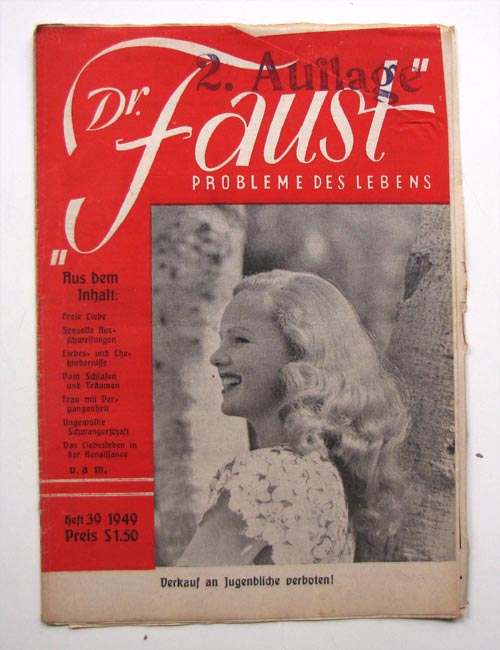 2. Auflage
„Dr. Faust"
PROBLEME DES LEBENS
Aus dem
Inhalt:
Freie Liebe
Sexuelle Aus-
schweifungen
Liebes- und Ehe-
hindernisse
Vom Schlafen
und Träumen
Frau mit Ver-
gangenheit
Ungewollte
Schwangerschaft
Das Liebesleben in
der Renaissance
u. a m.
Heft 39 · 1949
Preis S 1.50
Verkauf an Jugendliche verboten!